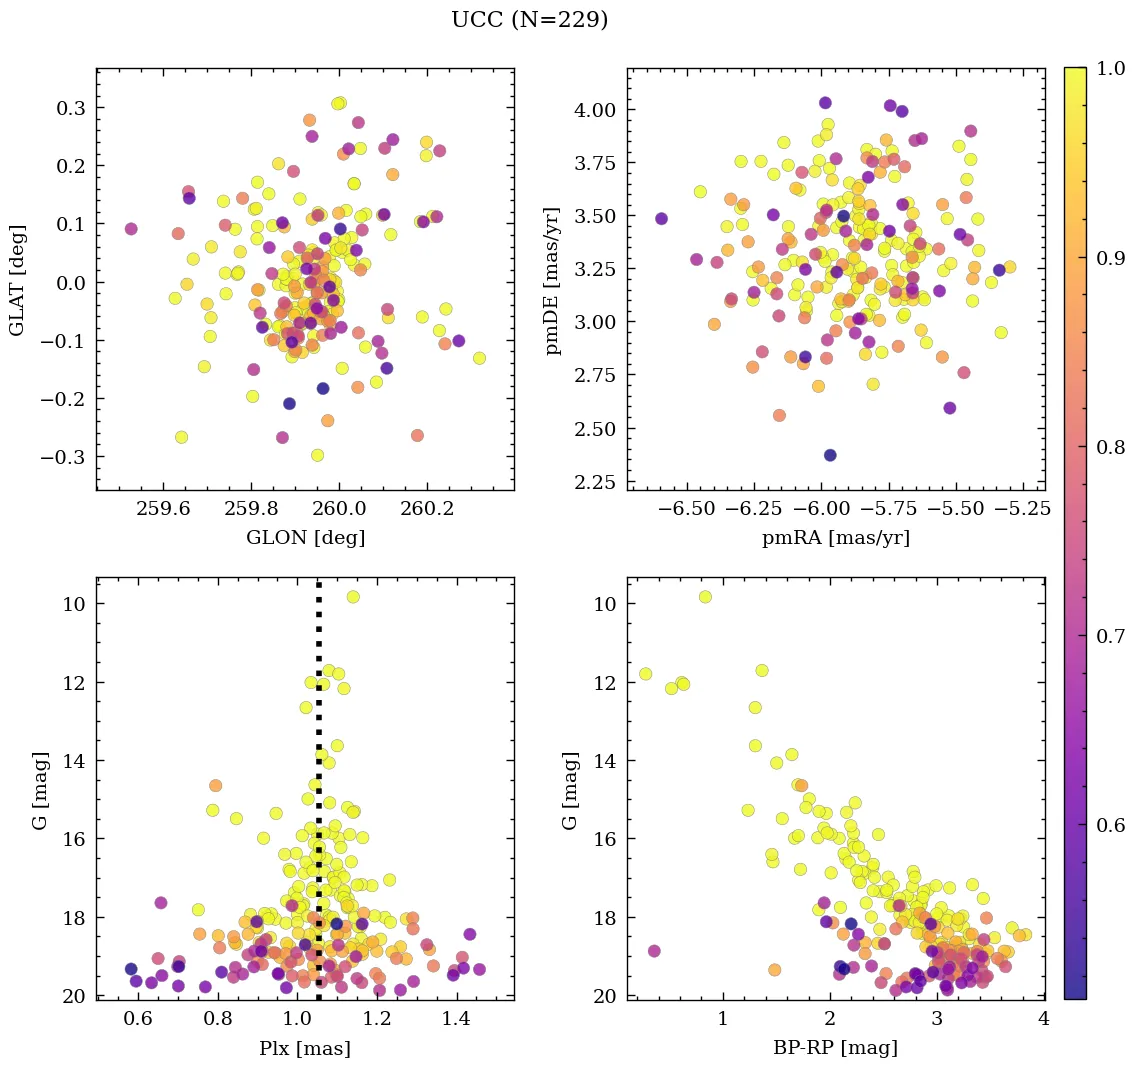 UCC (N=229)
0.3
0.2
0.1
0.0
−0.1
−0.2
−0.3
GLAT [deg]
259.6 259.8 260.0 260.2
GLON [deg]
4.00
3.75
3.50
3.25
3.00
2.75
2.50
2.25
pmDE [mas/yr]
−6.50 −6.25 −6.00 −5.75 −5.50 −5.25
pmRA [mas/yr]
10
12
14
16
18
20
G [mag]
0.6 0.8 1.0 1.2 1.4
Plx [mas]
10
12
14
16
18
20
G [mag]
1 2 3 4
BP-RP [mag]
1.0
0.9
0.8
0.7
0.6